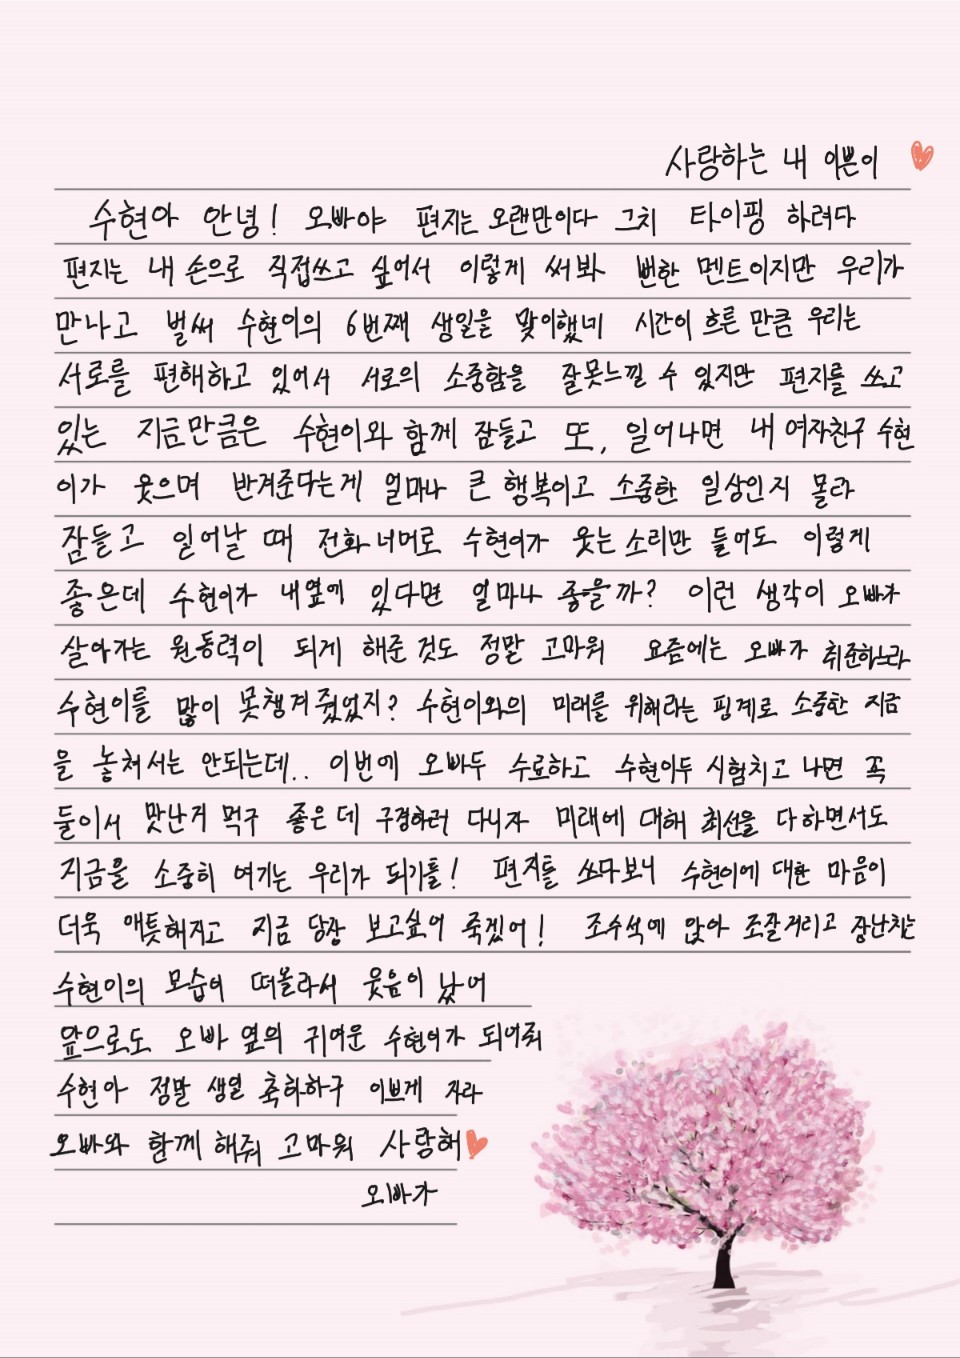 사랑하는 내 이쁜이
수현아 안녕! 오빠야 편지는 오랜만이다 그치 타이핑 하려다
편지는 내 손으로 직접쓰고 싶어서 이렇게 써봐 뻔한 멘트이지만 우리가
만나고 벌써 수현이의 6번째 생일을 맞이했네 시간이 흐른 만큼 우리는
서로를 편해하고 있어서 서로의 소중함을 잘못느낄 수 있지만 편지를 쓰고
있는 지금만큼은 수현이와 함께 잠들고 또, 일어나면 내 여자친구 수현
이가 웃으며 반겨준다는게 얼마나 큰 행복이고 소중한 일상인지 몰라
잠들고 일어날 때 전화 너머로 수현이가 웃는 소리만 들어도 이렇게
좋은데 수현이가 내옆에 있다면 얼마나 좋을까? 이런 생각이 오빠가
살아가는 원동력이 되게 해준 것도 정말 고마워 요즘에는 오빠가 취준하느라
수현이를 많이 못챙겨줬었지? 수현이와의 미래를 위해라는 핑계로 소중한 지금
을 놓쳐서는 안되는데.. 이번에 오빠두 수료하고 수현이두 시험치고 나면 꼭
둘이서 맛난거 먹구 좋은데 구경하러 다니자 미래에 대해 최선을 다하면서도
지금을 소중히 여기는 우리가 되기를! 편지를 쓰다보니 수현이에 대한 마음이
더욱 애틋해지고 지금 당장 보고싶어 죽겠어! 조수석에 앉아 조잘거리고 장난치는
수현이의 모습이 떠올라서 웃음이 났어
앞으로도 오빠 옆의 귀여운 수현이가 되어줘
수현아 정말 생일 축하하구 이쁘게 자라
오빠와 함께 해줘 고마워 사랑해
오빠가